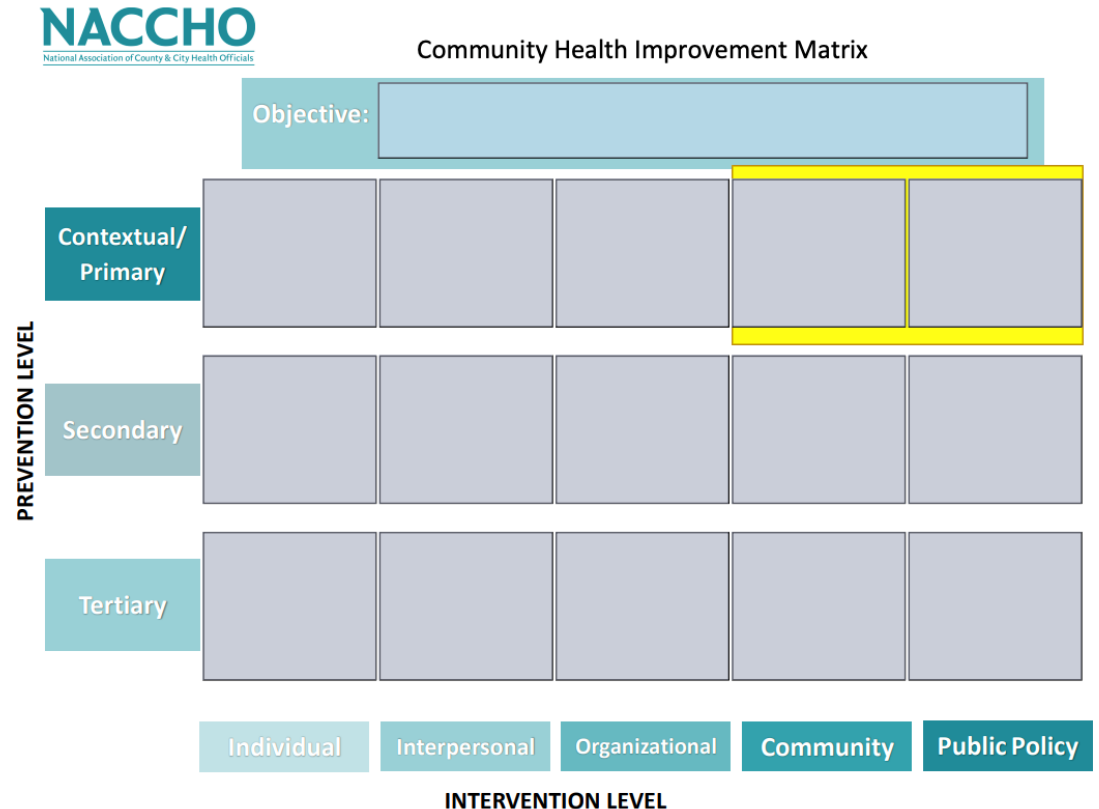 NACCHO
National Association of County & City Health Officials
Community Health Improvement Matrix
Objective:
Contextual/
Primary
PREVENTION LEVEL
Secondary
Tertiary
Individual
Interpersonal
Organizational
Community
Public Policy
INTERVENTION LEVEL